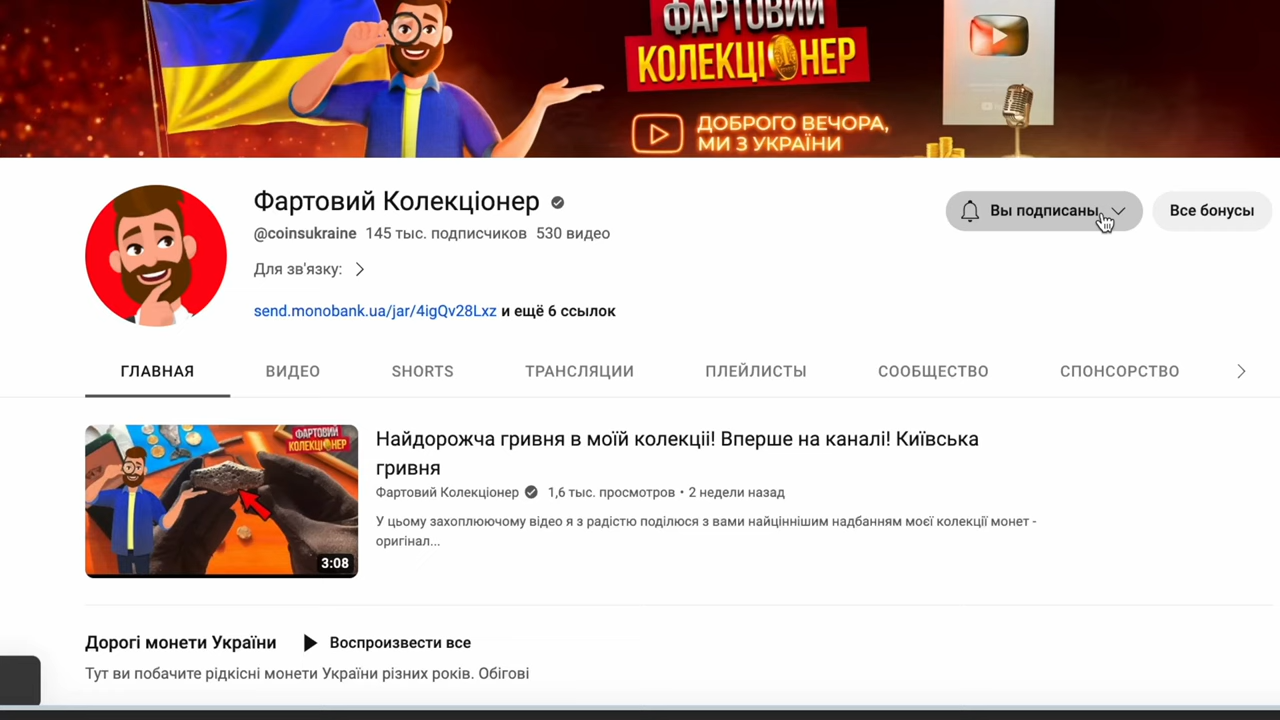 ФАРТОВИЙ
КОЛЕКЦІОНЕР
ДОБРОГО ВЕЧОРА,
МИ З УКРАЇНИ
Фартовий Колекціонер
Вы подписаны
Все бонусы
@coinsukraine 145 тыс. подписчиков 530 видео
Для зв'язку:
send.monobank.ua/jar/4igQv28Lxz и ещё 6 ссылок
ГЛАВНАЯ ВИДЕО SHORTS ТРАНСЛЯЦИИ ПЛЕЙЛИСТЫ СООБЩЕСТВО СПОНСОРСТВО
ФАРТОВИЙ
КОЛЕКЦІОНЕР
3:08
Найдорожча гривня в моїй колекції! Вперше на каналі! Київська
гривня
Фартовий Колекціонер 1,6 тыс. просмотров • 2 недели назад
У цьому захоплюючому відео я з радістю поділюся з вами найціннішим надбанням моєї колекції монет -
оригінал...
Дорогі монети України Воспроизвести все
Тут ви побачите рідкісні монети України різних років. Обігові